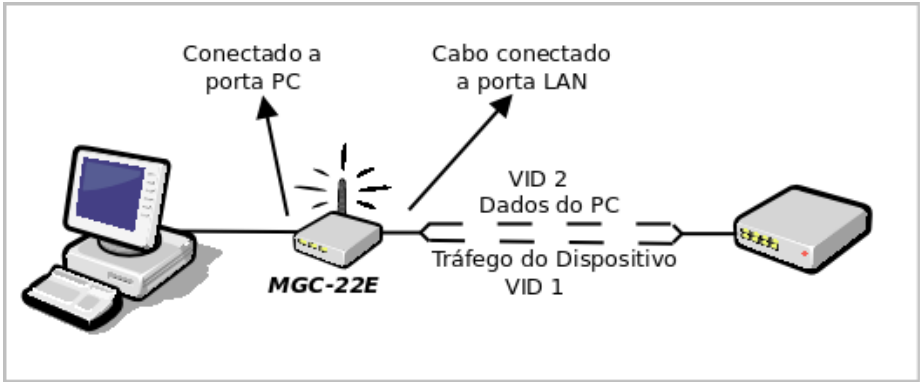 Conectado a
porta PC
Cabo conectado
a porta LAN
VID 2
Dados do PC
Tráfego do Dispositivo
VID 1
MGC-22E